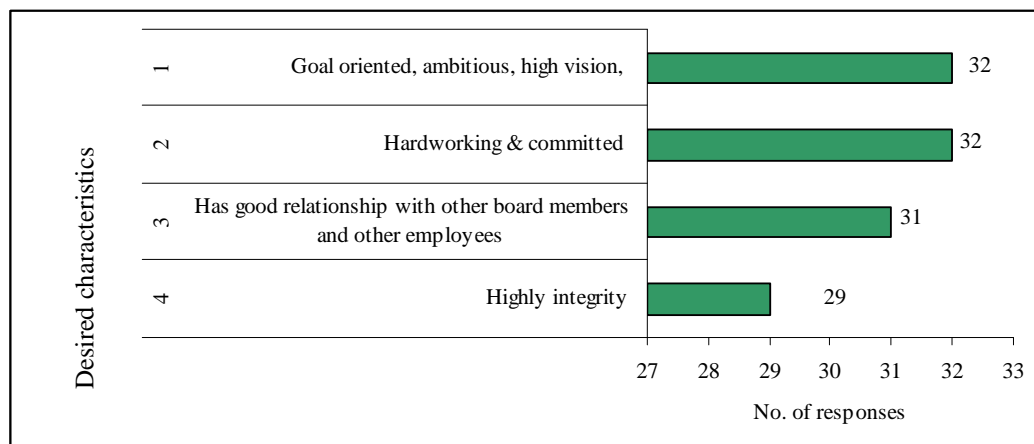 Desired characteristics
1
Goal oriented, ambitious, high vision,
32
2
Hardworking & committed
32
3
Has good relationship with other board members
and other employees
31
4
Highly integrity
29
27 28 29 30 31 32 33
No. of responses